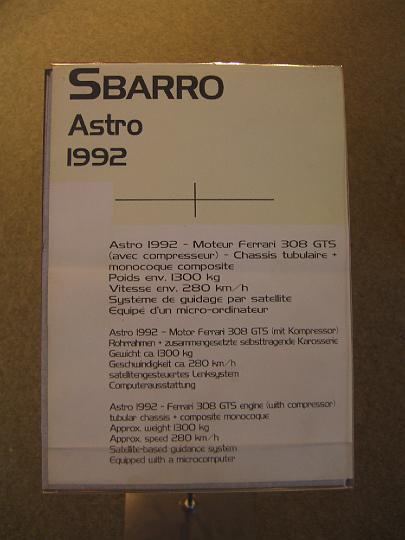 SBARRO
Astro
1992
Astro 1992 - Moteur Ferrari 308 GTS
(avec compresseur) - Chassis tubulaire +
monocoque composite
Poids env. 1300 kg
Vitesse env. 280 km/h
Système de guidage par satellite
Equipé d'un micro-ordinateur
Astro 1992 - Motor Ferrari 308 GTS (mit Kompressor)
Rohrrahmen + zusammengesetzte selbsttragende Karosserie
Gewicht ca. 1300 kg
Geschwindigkeit ca. 280 km/h
satellitengesteuertes Lenksystem
Computerausstattung
Astro 1992 - Ferrari 308 GTS engine (with compressor)
tubular chassis + composite monocoque
Approx. weight 1300 kg
Approx. speed 280 km/h
Satellite-based guidance system
Equipped with a microcomputer